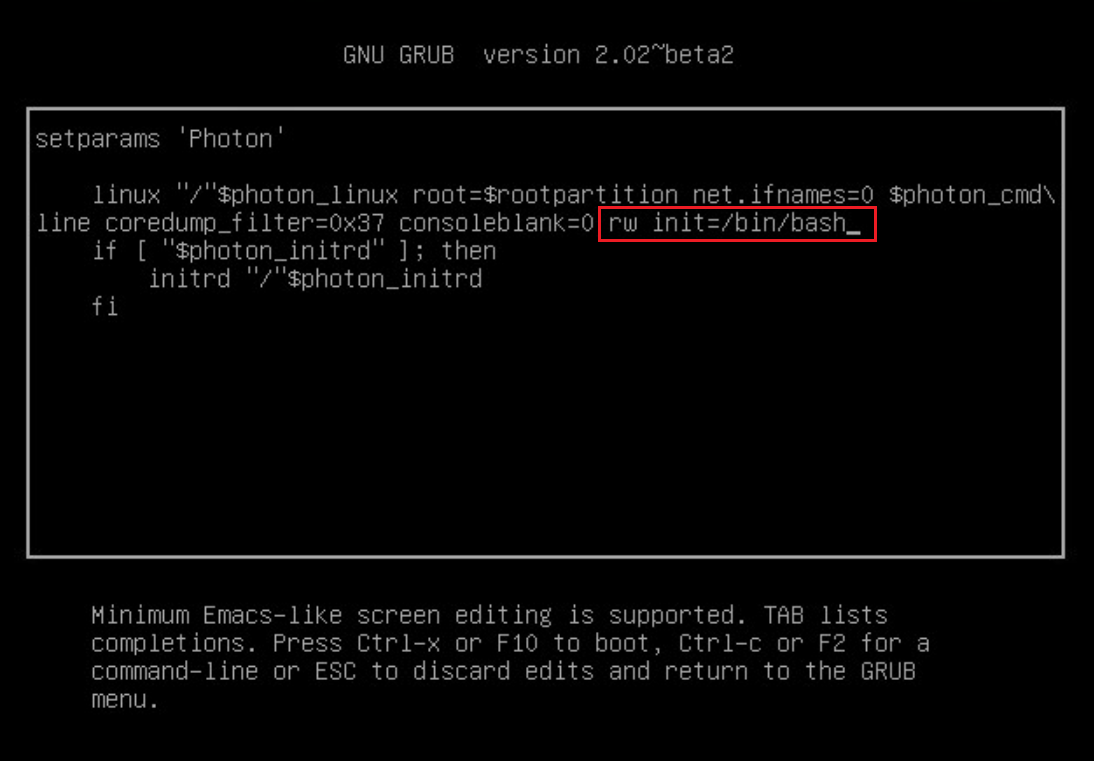 GNU GRUB  version 2.02~beta2
setparams 'Photon'
linux "/"$photon_linux root=$rootpartition net.ifnames=0 $photon_cmd\
line coredump_filter=0x37 consoleblank=0 rw init=/bin/bash_
if [ "$photon_initrd" ]; then
initrd "/"$photon_initrd
fi
Minimum Emacs-like screen editing is supported. TAB lists
completions. Press Ctrl-x or F10 to boot, Ctrl-c or F2 for a
command-line or ESC to discard edits and return to the GRUB
menu.